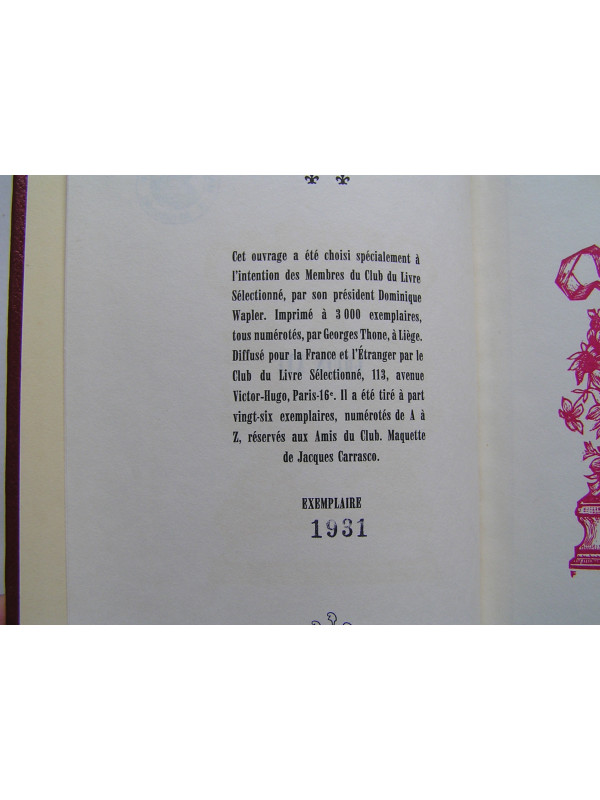 Cet ouvrage a été choisi spécialement à
l'intention des Membres du Club du Livre
Sélectionné, par son président Dominique
Wapler. Imprimé à 3 000 exemplaires,
tous numérotés, par Georges Thone, à Liège.
Diffusé pour la France et l'Étranger par le
Club du Livre Sélectionné, 113, avenue
Victor-Hugo, Paris-16e. Il a été tiré à part
vingt-six exemplaires, numérotés de A à
Z, réservés aux Amis du Club. Maquette
de Jacques Carrasco.
EXEMPLAIRE
1931
F